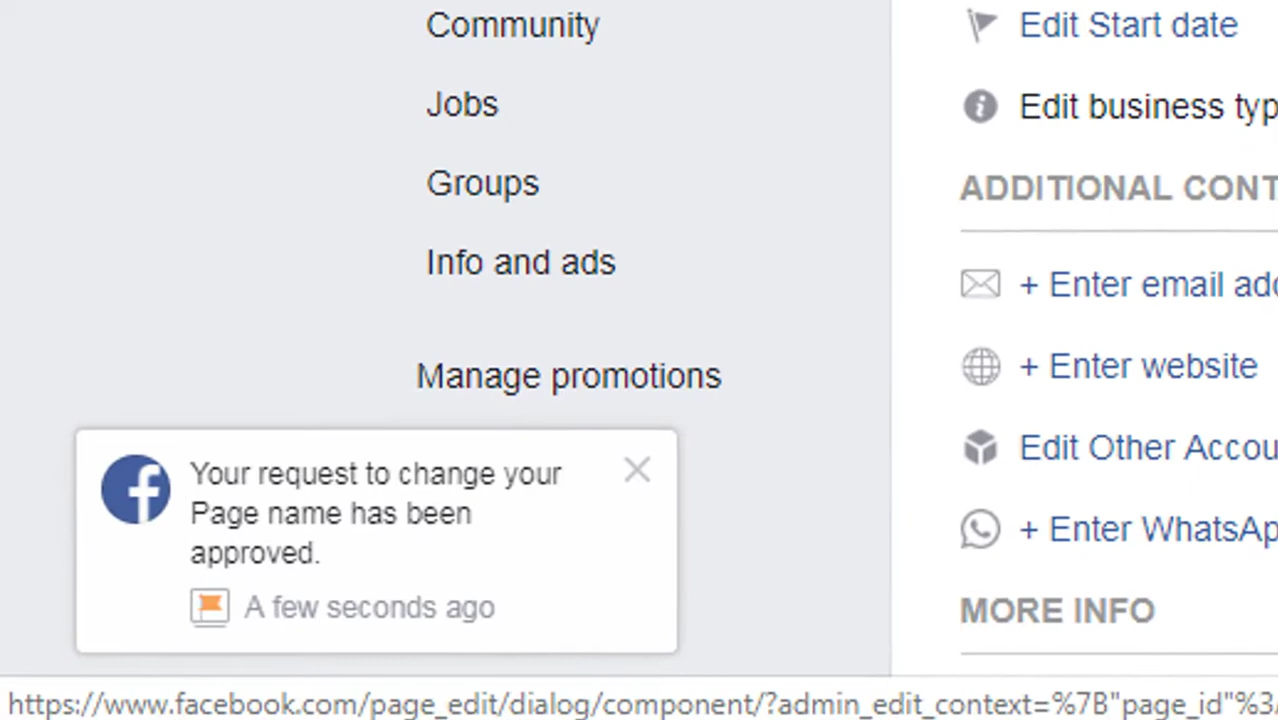 Community
Jobs
Groups
Info and ads
Manage promotions
Your request to change your
Page name has been
approved.
A few seconds ago
Edit Start date
Edit business typ
ADDITIONAL CONT
+ Enter email add
+ Enter website
Edit Other Accou
+ Enter WhatsAp
MORE INFO
https://www.facebook.com/page_edit/dialog/component/?admin_edit_context=%7B"page_id"%3